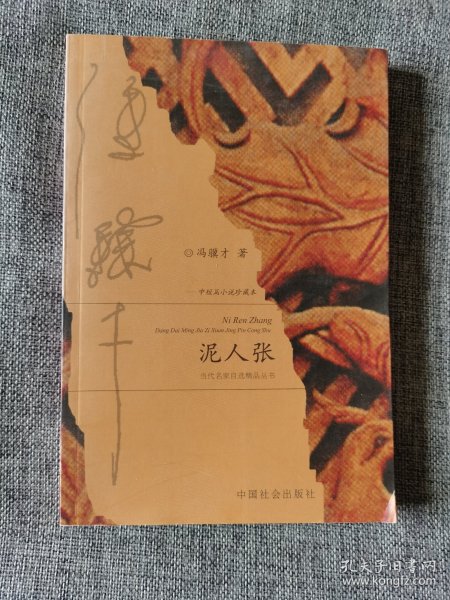 冯骥才
◎冯骥才 著
中短篇小说珍藏本
Ni Ren Zhang
Dang Dai Ming Jia Zi Xuan Jing Pin Cong Shu
泥人张
当代名家自选精品丛书
中国社会出版社
孔夫子旧书网
www.kongfz.com